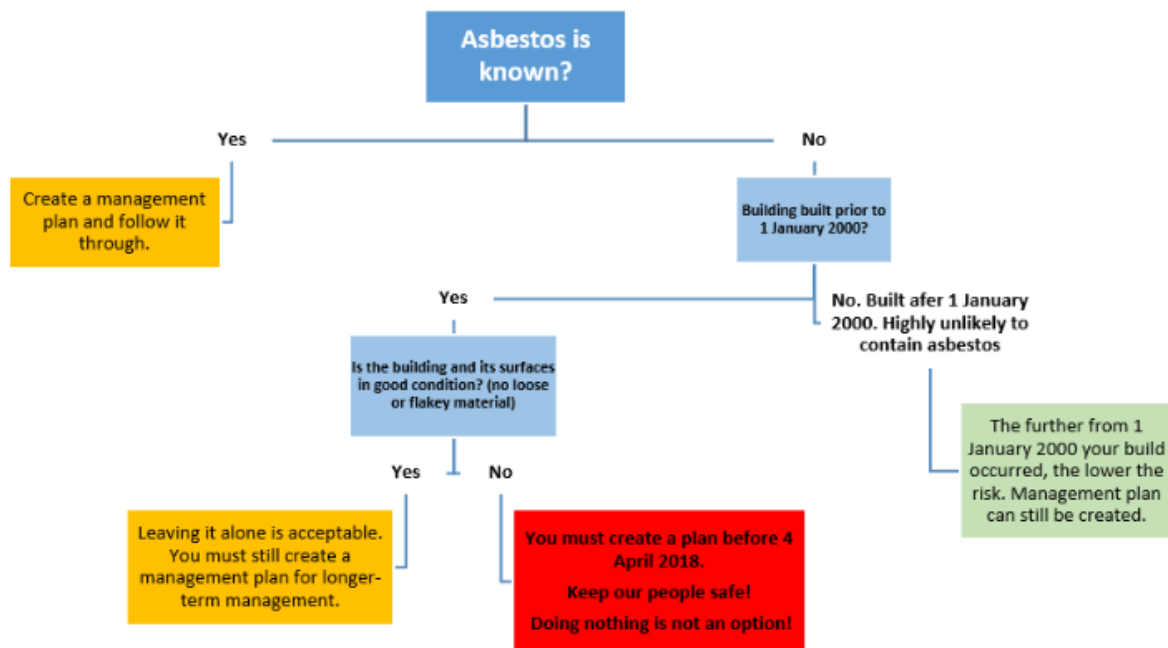 Asbestos is
known?
Yes
No
Create a management
plan and follow it
through.
Building built prior to
1 January 2000?
Yes
No. Built afer 1 January
2000. Highly unlikely to
contain asbestos
Is the building and its surfaces
in good condition? (no loose
or flakey material)
The further from 1
January 2000 your build
occurred, the lower the
risk. Management plan
can still be created.
Yes
No
Leaving it alone is acceptable.
You must still create a
management plan for longer-
term management.
You must create a plan before 4
April 2018.
Keep our people safe!
Doing nothing is not an option!